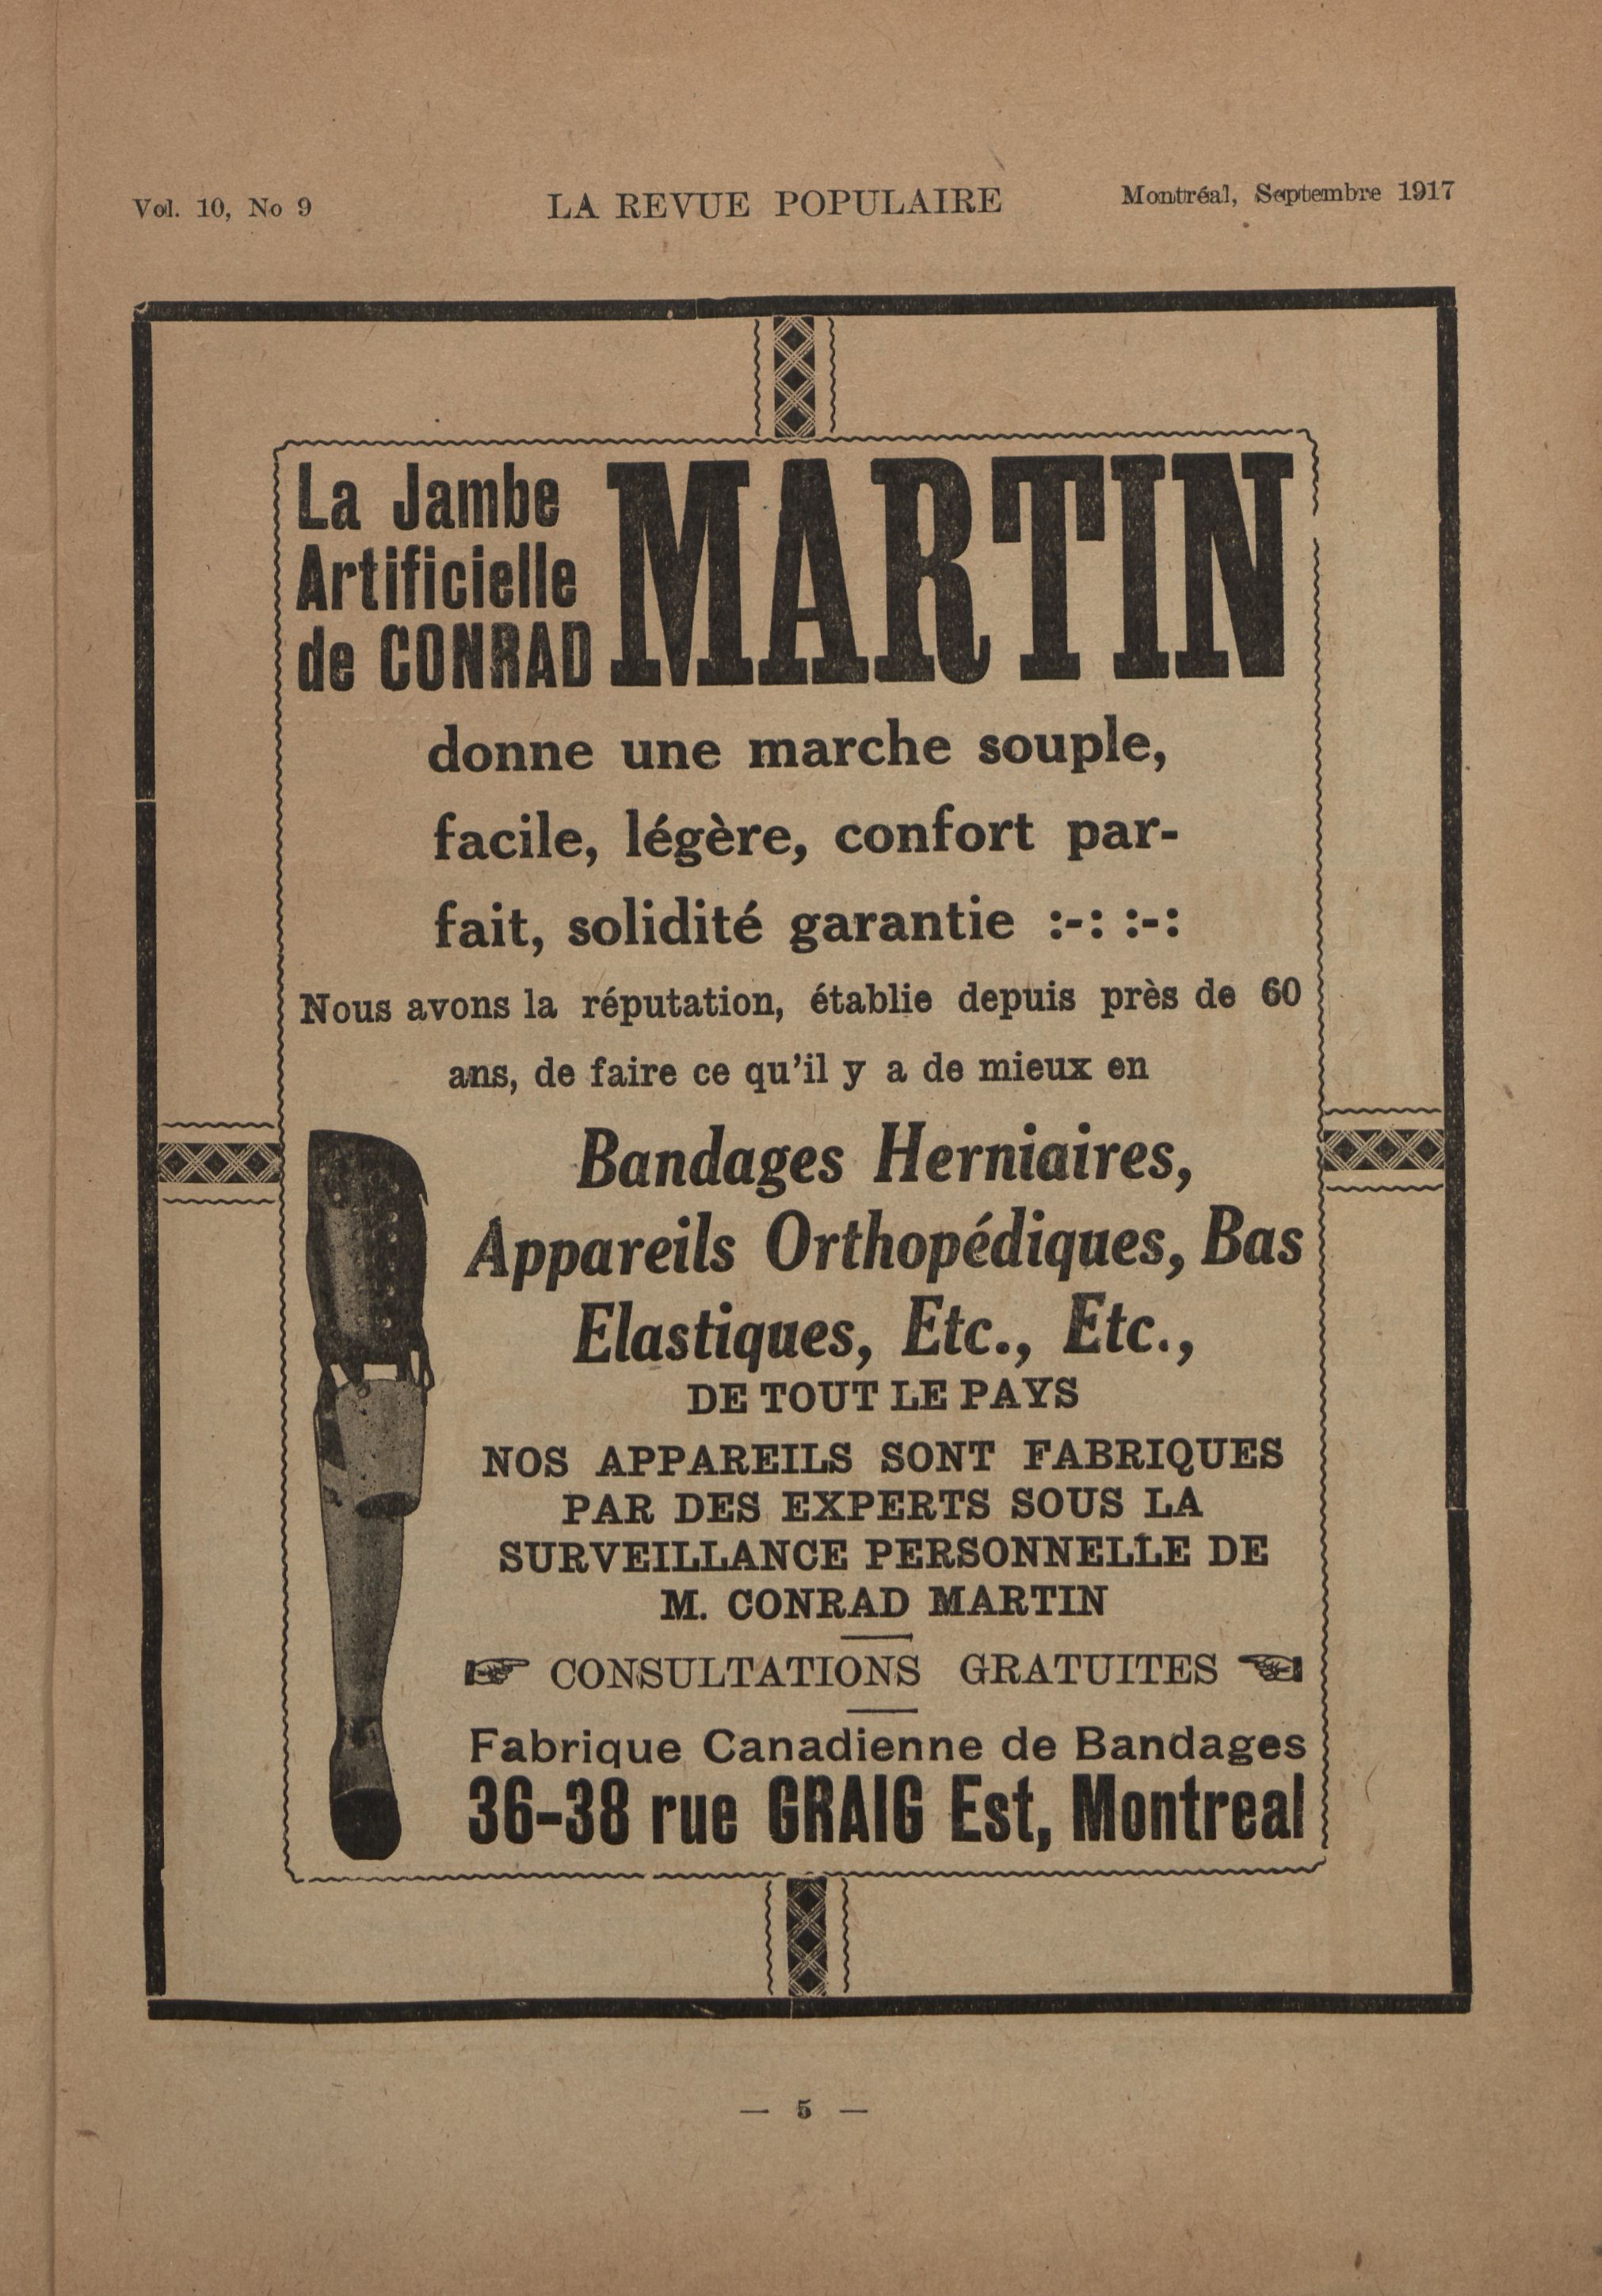 Vol. 10, No 9 LA REVUE POPULAIRE Montréal, Septembre 1917
La Jambe
Artificielle
de CONRAD MARTIN
donne une marche souple,
facile, légère, confort par-
fait, solidité garantie :-: :-:
Nous avons la réputation, établie depuis près de 60
ans, de faire ce qu'il y a de mieux en
Bandages Herniaires,
Appareils Orthopédiques, Bas
Elastiques, Etc., Etc.,
DE TOUT LE PAYS
NOS APPAREILS SONT FABRIQUES
PAR DES EXPERTS SOUS LA
SURVEILLANCE PERSONNELLE DE
M. CONRAD MARTIN
☞ CONSULTATIONS GRATUITES ☜
Fabrique Canadienne de Bandages
36-38 rue GRAIG Est, Montreal
— 5 —